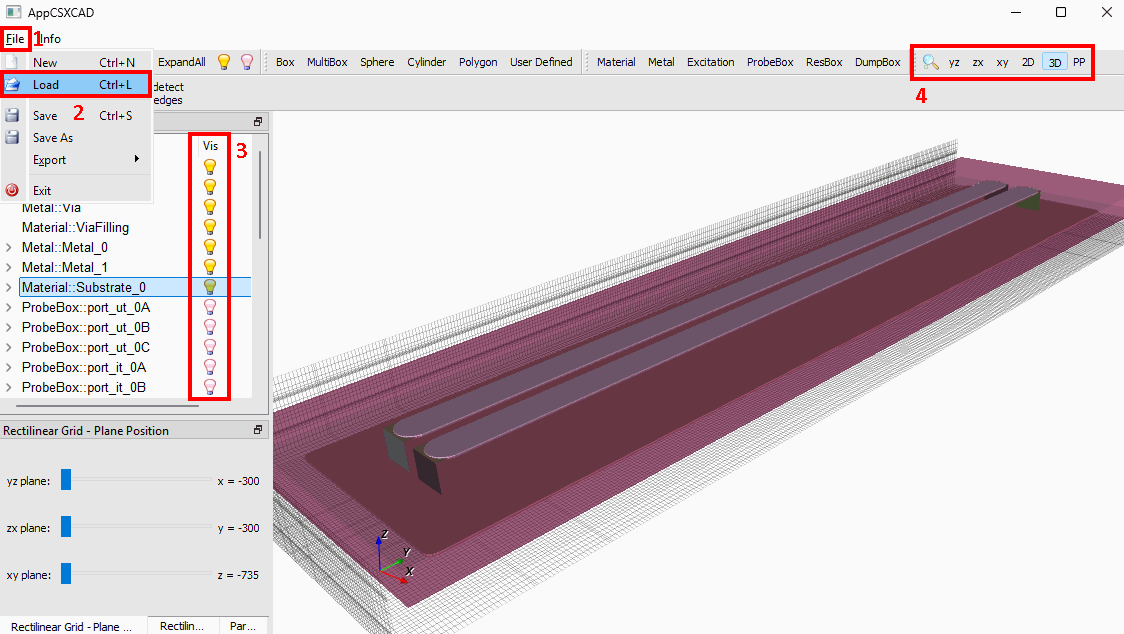 AppCSXCAD
File 1 Info
New Ctrl+N ExpandAll Box MultiBox Sphere Cylinder Polygon User Defined Material Metal Excitation ProbeBox ResBox DumpBox yz zx xy 2D 3D PP
Load Ctrl+L detect
4
edges
Save 2 Ctrl+S
Save As
Vis 3
Export
Exit
Metal::Via
Material::ViaFilling
Metal::Metal_0
Metal::Metal_1
Material::Substrate_0
ProbeBox::port_ut_0A
ProbeBox::port_ut_0B
ProbeBox::port_ut_0C
ProbeBox::port_it_0A
ProbeBox::port_it_0B
Rectilinear Grid - Plane Position
yz plane: x = -300
zx plane: y = -300
xy plane: z = -735
Z
Y
X
Rectilinear Grid - Plane ... Rectilin... Par...